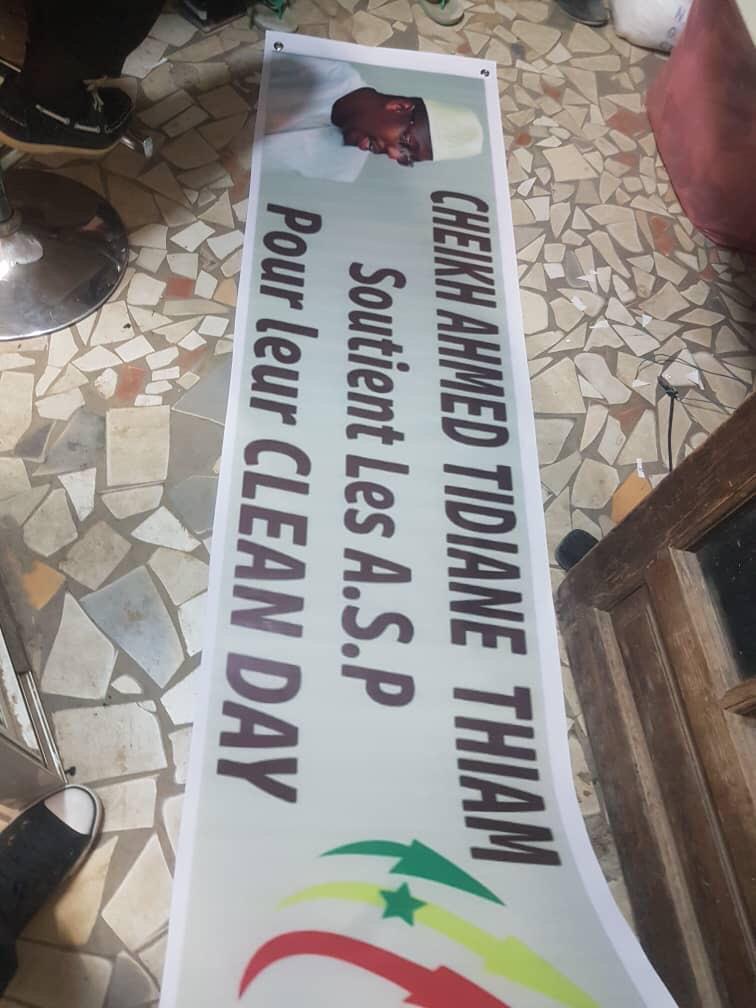 CHEIKH AHMED TIDIANE THIAM
Soutient Les A.S.P
Pour leur CLEAN DAY